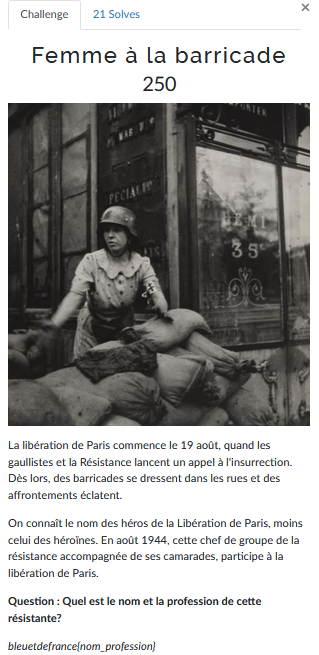 Challenge
21 Solves
×
Femme à la barricade
250
35
La libération de Paris commence le 19 août, quand les
gaullistes et la Résistance lancent un appel à l'insurrection.
Dès lors, des barricades se dressent dans les rues et des
affrontements éclatent.
On connaît le nom des héros de la Libération de Paris, moins
celui des héroïnes. En août 1944, cette chef de groupe de la
résistance accompagnée de ses camarades, participe à la
libération de Paris.
Question : Quel est le nom et la profession de cette
résistante?
bleuetdefrance{nom_profession}